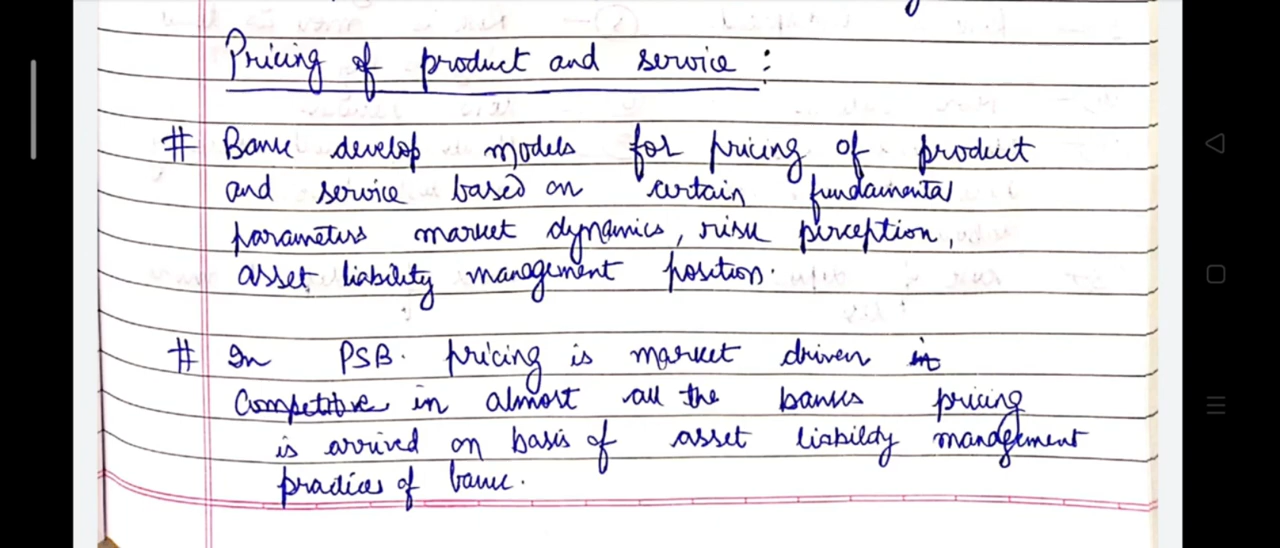 Pricing of product and service :
# Bank develop models for pricing of product
and service based on certain fundamental
parameters market dynamics, risk perception,
asset liability management position.
# In PSB. pricing is market driven in
Competitive in almost all the banks pricing
is arrived on basis of asset liability management
practices of bank.